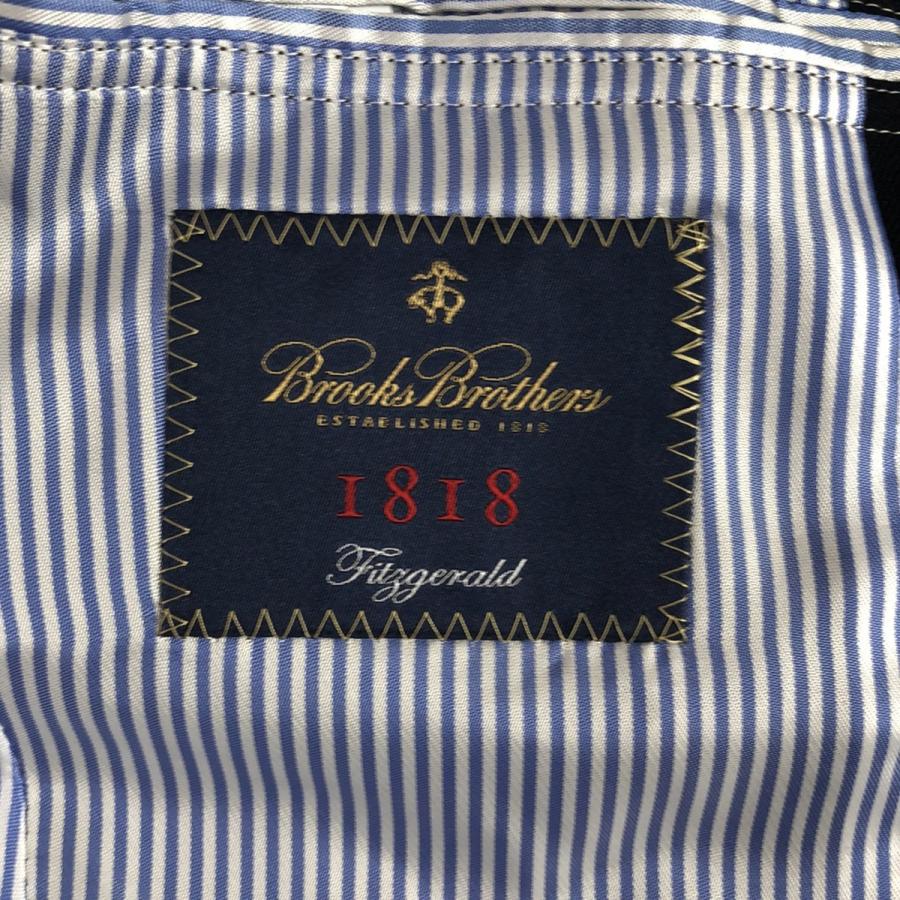 Brooks Brothers
ESTABLISHED 1818
1818
Fitzgerald